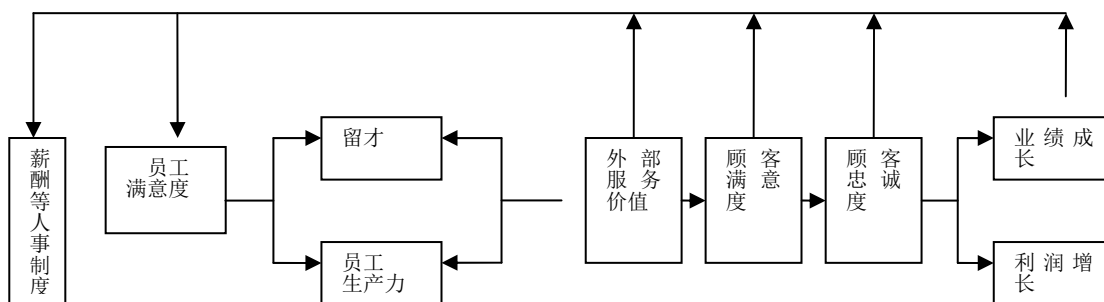 薪酬等人事制度
员工
满意度
留才
员工
生产力
外部
服务
价值
顾客
满意
度
顾客
忠诚
度
业绩成
长
利润增
长